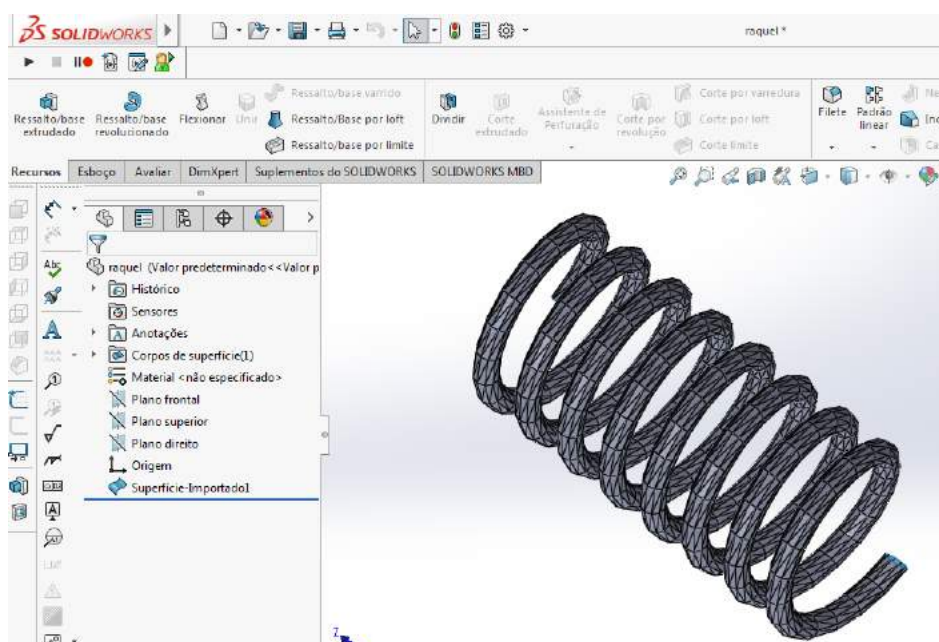 SOLIDWORKS
raquel *
Ressalto/base extrudado
Ressalto/base revolucionado
Flexionar
Unir
Ressalto/base varrido
Ressalto/Base por loft
Ressalto/base por limite
Dividir
Corte extrudado
Assistente de Perfuração
Corte por revolução
Corte por varredura
Corte por loft
Corte limite
Filete
Padrão linear
Recursos
Esboço
Avaliar
DimXpert
Suplementos do SOLIDWORKS
SOLIDWORKS MBD
raquel (Valor predeterminado<<Valor p
Histórico
Sensores
Anotações
Corpos de superfície(1)
Material <não especificado>
Plano frontal
Plano superior
Plano direito
Origem
Superfície-Importado1
Z